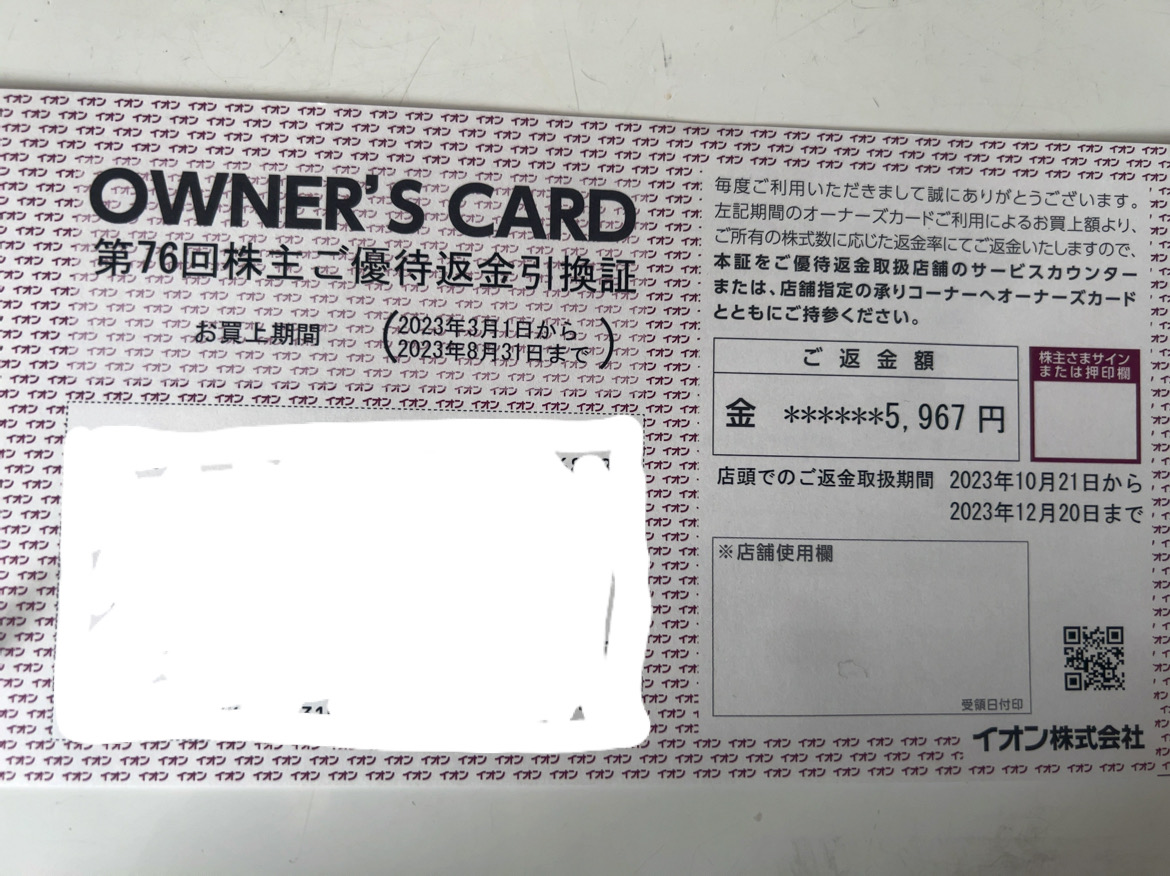 OWNER'S CARD
第76回株主ご優待返金引換証
お買上期間
(2023年3月1日から
2023年8月31日まで)
毎度ご利用いただきまして誠にありがとうございます。
左記期間のオーナーズカードご利用によるお買上額より、
ご所有の株式数に応じた返金率にてご返金いたしますので、
本証をご優待返金取扱店舗のサービスカウンター
または、店舗指定の承りコーナーへオーナーズカード
とともにご持参ください。
ご返金額
金 ******5,967 円
株主さまサイン
または押印欄
店頭でのご返金取扱期間 2023年10月21日から
2023年12月20日まで
※店舗使用欄
受領日付印
イオン株式会社